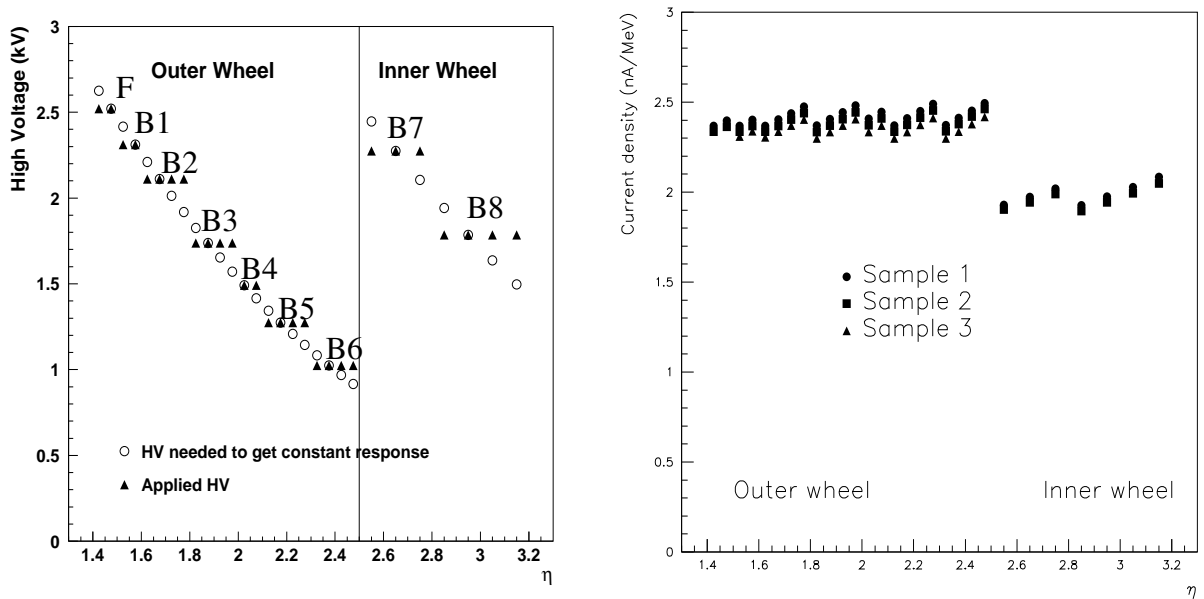 High Voltage (kV)
3
2.5
2
1.5
1
0.5
0
Outer Wheel
Inner Wheel
F
B1
B2
B3
B4
B5
B6
B7
B8
HV needed to get constant response
Applied HV
1.4 1.6 1.8 2 2.2 2.4 2.6 2.8 3 3.2
η
Current density (nA/MeV)
3
2.5
2
1.5
1
0.5
0
Sample 1
Sample 2
Sample 3
Outer wheel
Inner wheel
1.4 1.6 1.8 2 2.2 2.4 2.6 2.8 3 3.2
η